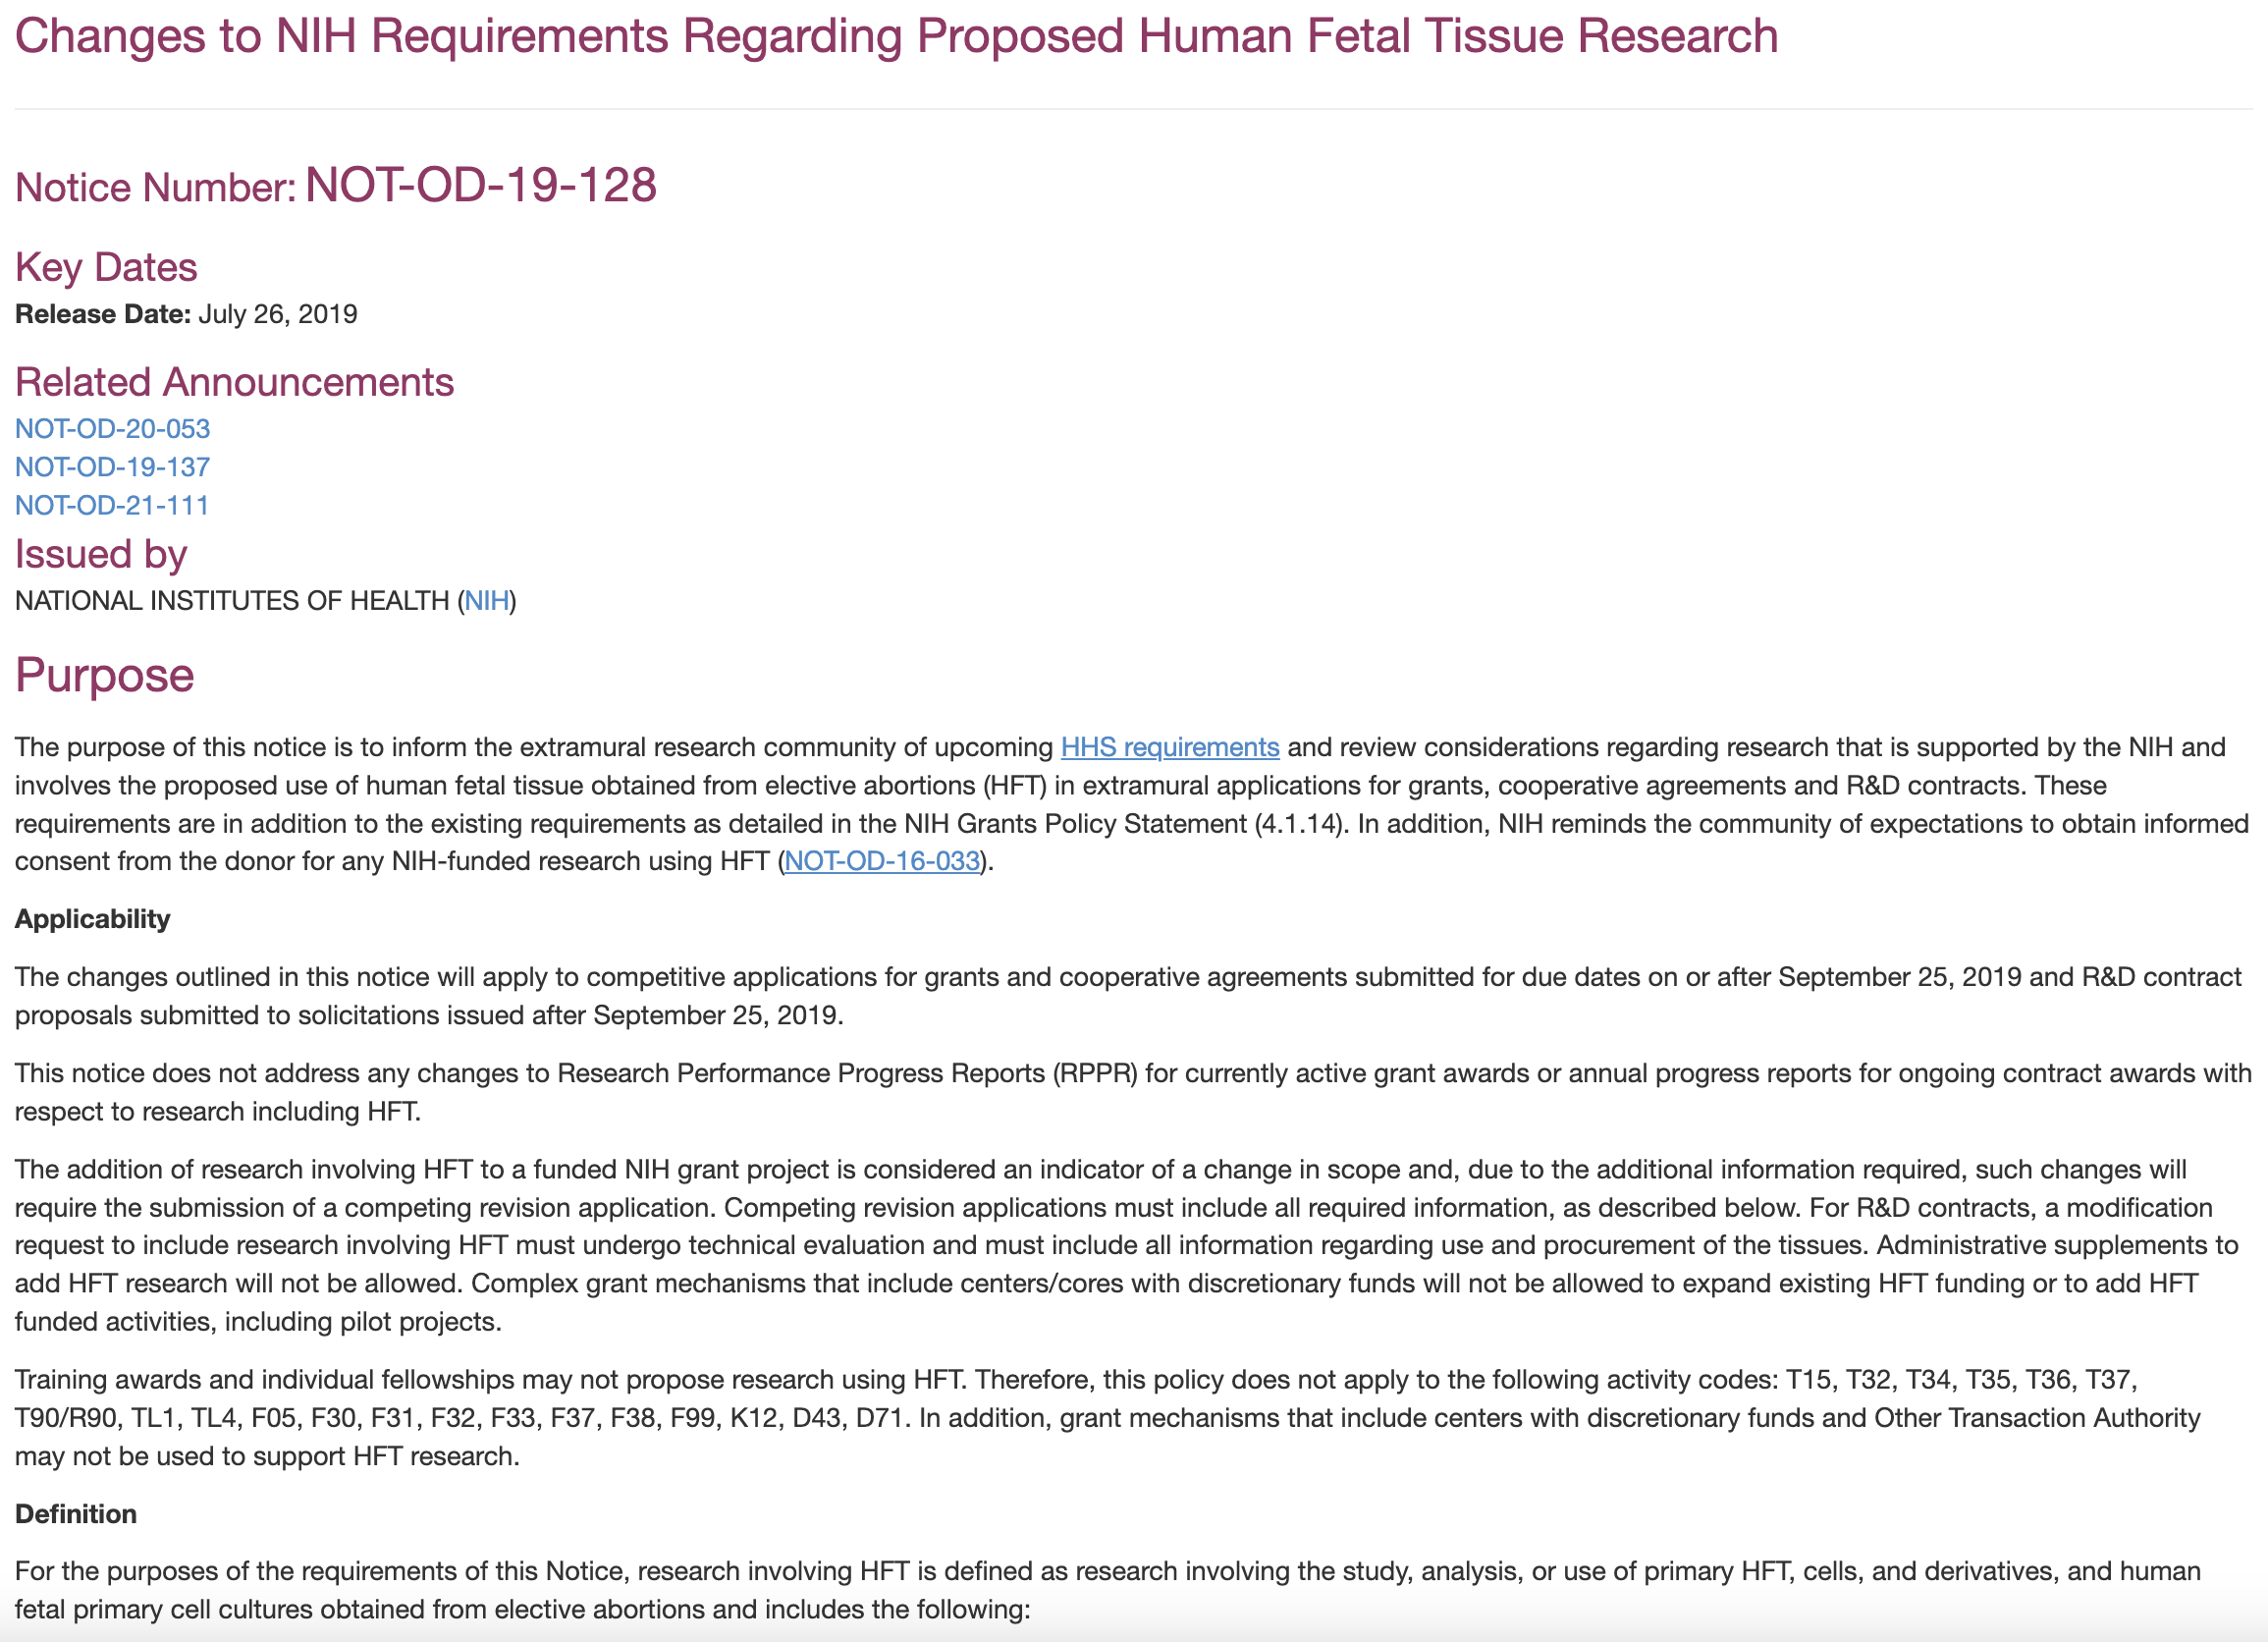 Changes to NIH Requirements Regarding Proposed Human Fetal Tissue Research
Notice Number: NOT-OD-19-128
Key Dates
Release Date: July 26, 2019
Related Announcements
NOT-OD-20-053
NOT-OD-19-137
NOT-OD-21-111
Issued by
NATIONAL INSTITUTES OF HEALTH (NIH)
Purpose
The purpose of this notice is to inform the extramural research community of upcoming HHS requirements and review considerations regarding research that is supported by the NIH and
involves the proposed use of human fetal tissue obtained from elective abortions (HFT) in extramural applications for grants, cooperative agreements and R&D contracts. These
requirements are in addition to the existing requirements as detailed in the NIH Grants Policy Statement (4.1.14). In addition, NIH reminds the community of expectations to obtain informed
consent from the donor for any NIH-funded research using HFT (NOT-OD-16-033).
Applicability
The changes outlined in this notice will apply to competitive applications for grants and cooperative agreements submitted for due dates on or after September 25, 2019 and R&D contract
proposals submitted to solicitations issued after September 25, 2019.
This notice does not address any changes to Research Performance Progress Reports (RPPR) for currently active grant awards or annual progress reports for ongoing contract awards with
respect to research including HFT.
The addition of research involving HFT to a funded NIH grant project is considered an indicator of a change in scope and, due to the additional information required, such changes will
require the submission of a competing revision application. Competing revision applications must include all required information, as described below. For R&D contracts, a modification
request to include research involving HFT must undergo technical evaluation and must include all information regarding use and procurement of the tissues. Administrative supplements to
add HFT research will not be allowed. Complex grant mechanisms that include centers/cores with discretionary funds will not be allowed to expand existing HFT funding or to add HFT
funded activities, including pilot projects.
Training awards and individual fellowships may not propose research using HFT. Therefore, this policy does not apply to the following activity codes: T15, T32, T34, T35, T36, T37,
T90/R90, TL1, TL4, F05, F30, F31, F32, F33, F37, F38, F99, K12, D43, D71. In addition, grant mechanisms that include centers with discretionary funds and Other Transaction Authority
may not be used to support HFT research.
Definition
For the purposes of the requirements of this Notice, research involving HFT is defined as research involving the study, analysis, or use of primary HFT, cells, and derivatives, and human
fetal primary cell cultures obtained from elective abortions and includes the following: